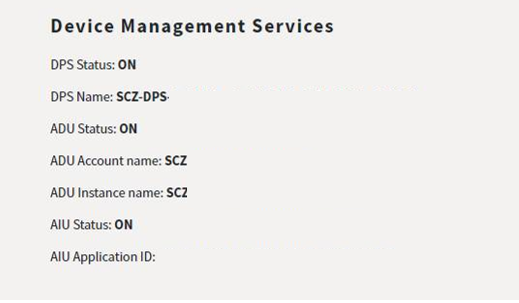 Device Management Services
DPS Status: ON
DPS Name: SCZ-DPS-
ADU Status: ON
ADU Account name: SCZ
ADU Instance name: SCZ
AIU Status: ON
AIU Application ID: